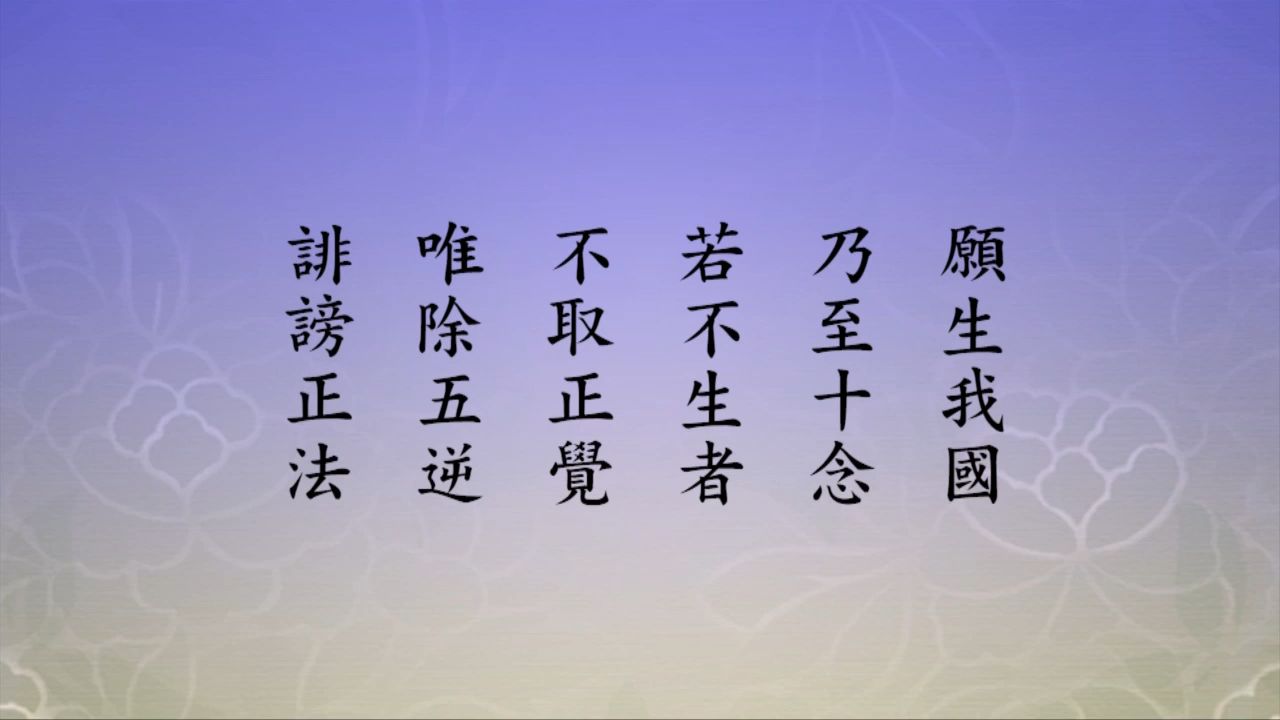 願生我國
乃至十念
若不生者
不取正覺
唯除五逆
誹謗正法